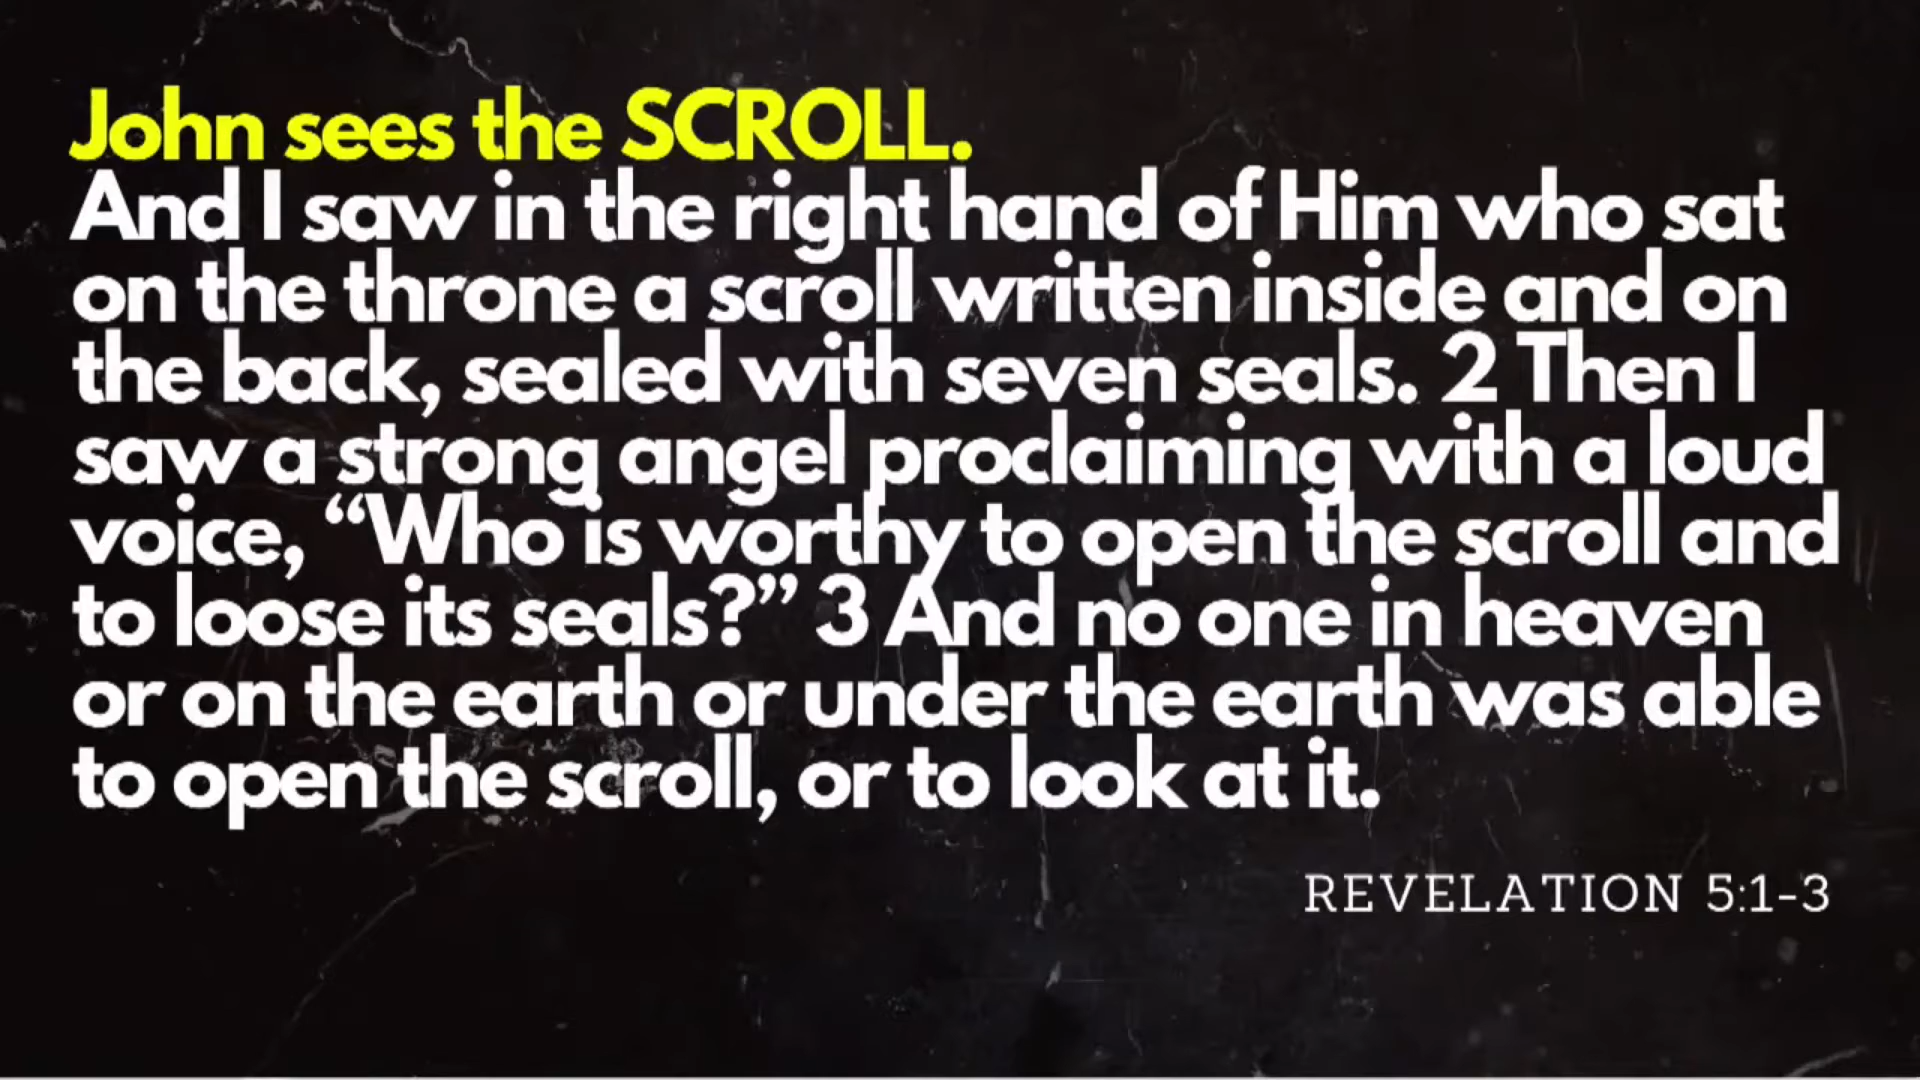 John sees the SCROLL.
And I saw in the right hand of Him who sat
on the throne a scroll written inside and on
the back, sealed with seven seals. 2 Then I
saw a strong angel proclaiming with a loud
voice, “Who is worthy to open the scroll and
to loose its seals?” 3 And no one in heaven
or on the earth or under the earth was able
to open the scroll, or to look at it.
REVELATION 5:1-3